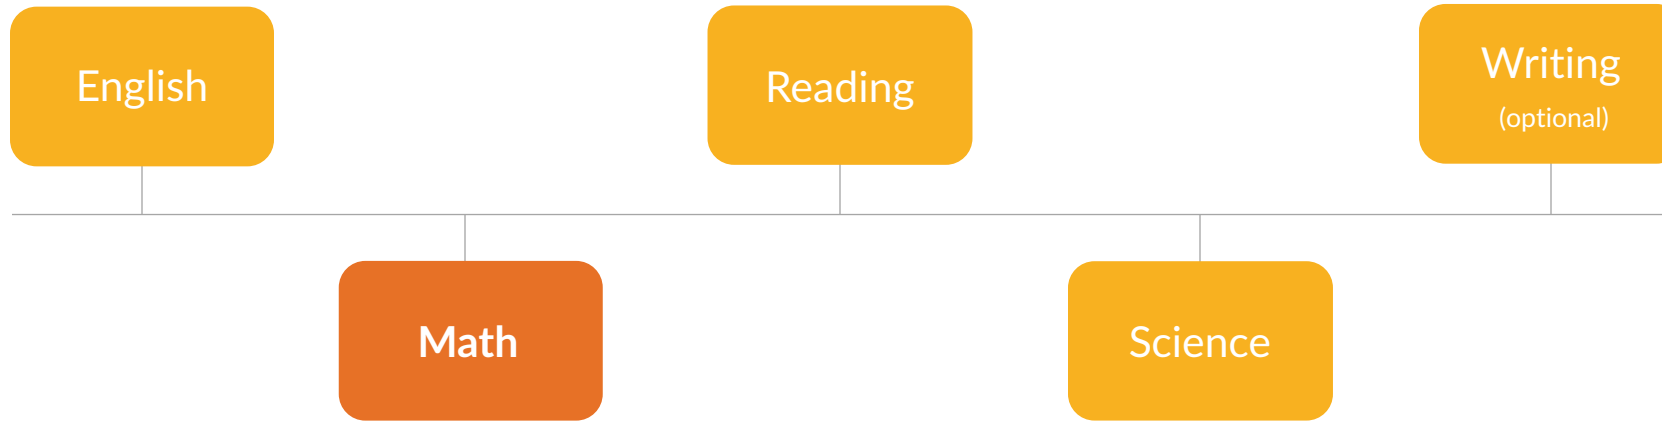 English
Math
Reading
Science
Writing
(optional)